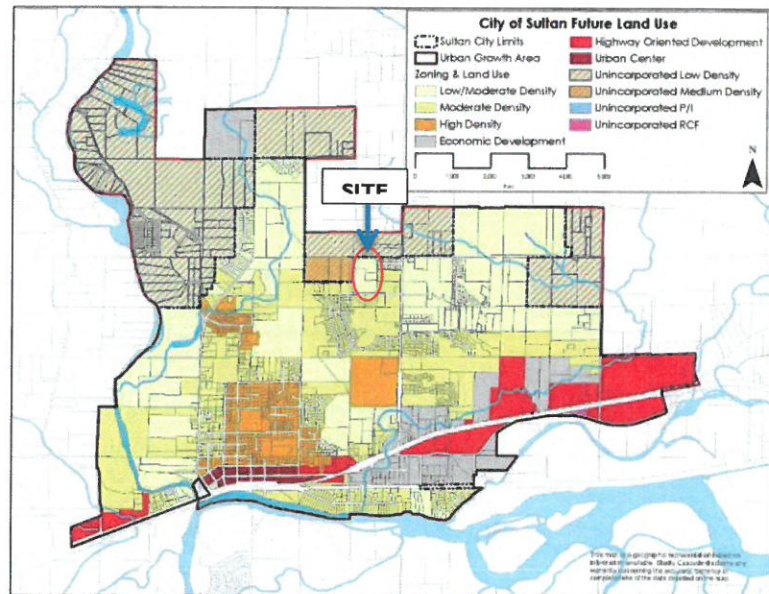 City of Sultan Future Land Use
Sultan City Limits
Urban Growth Area
Zoning & Land Use
Low/Moderate Density
Moderate Density
High Density
Economic Development
Highway Oriented Development
Urban Center
Unincorporated Low Density
Unincorporated Medium Density
Unincorporated P/I
Unincorporated RCF
N
SITE